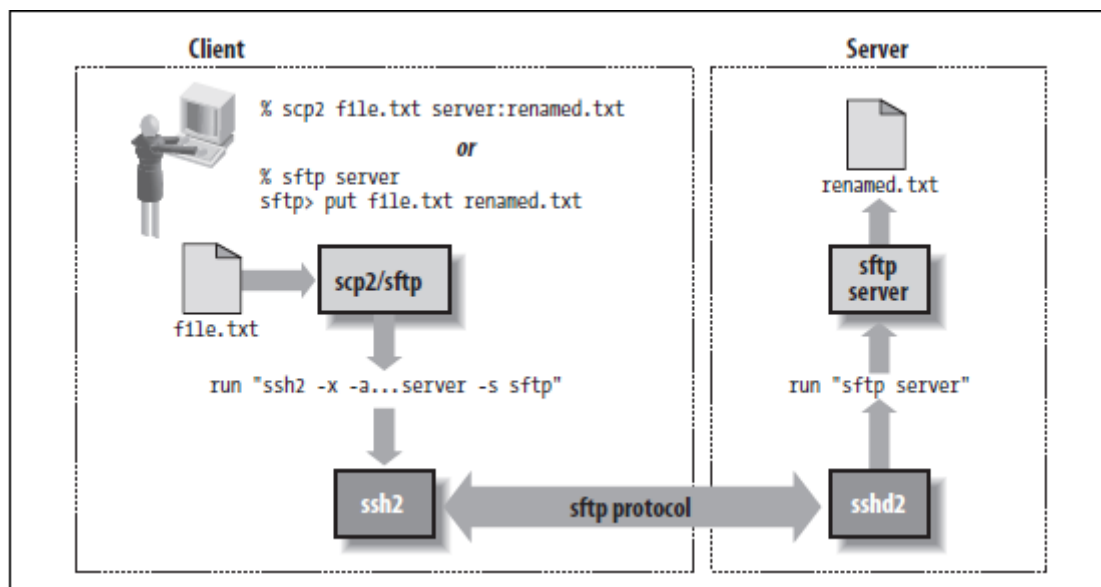 Client
Server
% scp2 file.txt server:renamed.txt
or
% sftp server
sftp> put file.txt renamed.txt
renamed.txt
scp2/sftp
sftp
server
file.txt
run "ssh2 -x -a...server -s sftp"
run "sftp server"
ssh2
sftp protocol
sshd2